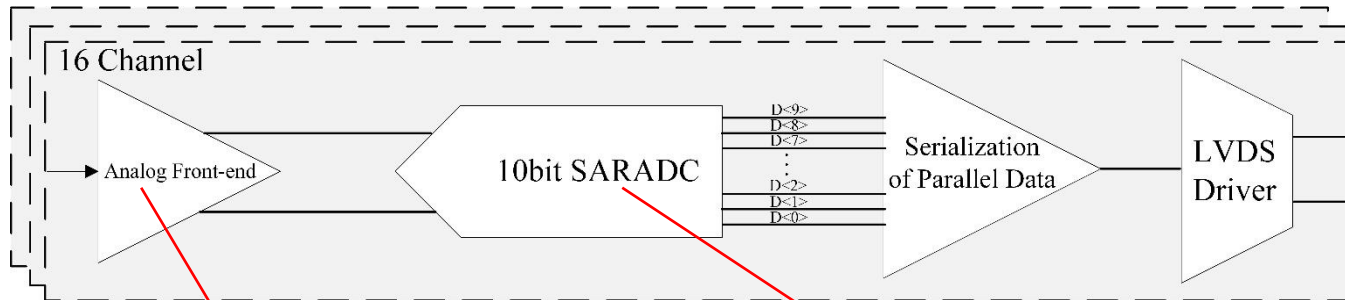 16 Channel
Analog Front-end
10bit SARADC
D<9>
D<8>
D<7>
⋮
D<2>
D<1>
D<0>
Serialization
of Parallel Data
LVDS
Driver